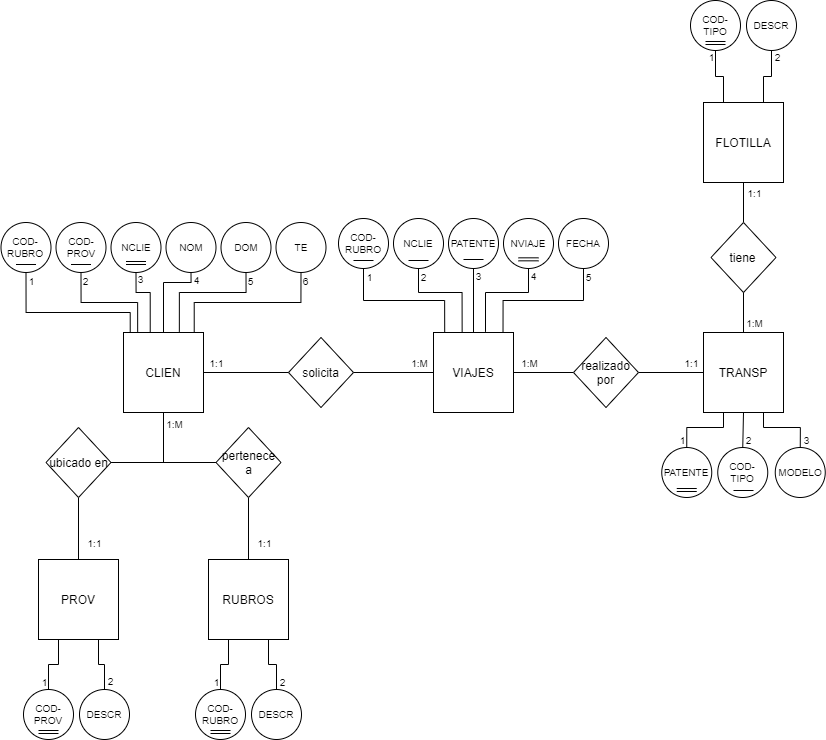 COD-
TIPO
DESCR
1
2
FLOTILLA
1:1
tiene
1:M
COD-
RUBRO
COD-
PROV
NCLIE
NOM
DOM
TE
1
2
3
4
5
6
COD-
RUBRO
NCLIE
PATENTE
NVIAJE
FECHA
1
2
3
4
5
CLIEN
1:1
solicita
1:M
VIAJES
1:M
realizado
por
1:1
TRANSP
1:M
1
2
3
PATENTE
COD-
TIPO
MODELO
ubicado en
pertenece
a
1:1
1:1
PROV
RUBROS
1
2
1
2
COD-
PROV
DESCR
COD-
RUBRO
DESCR